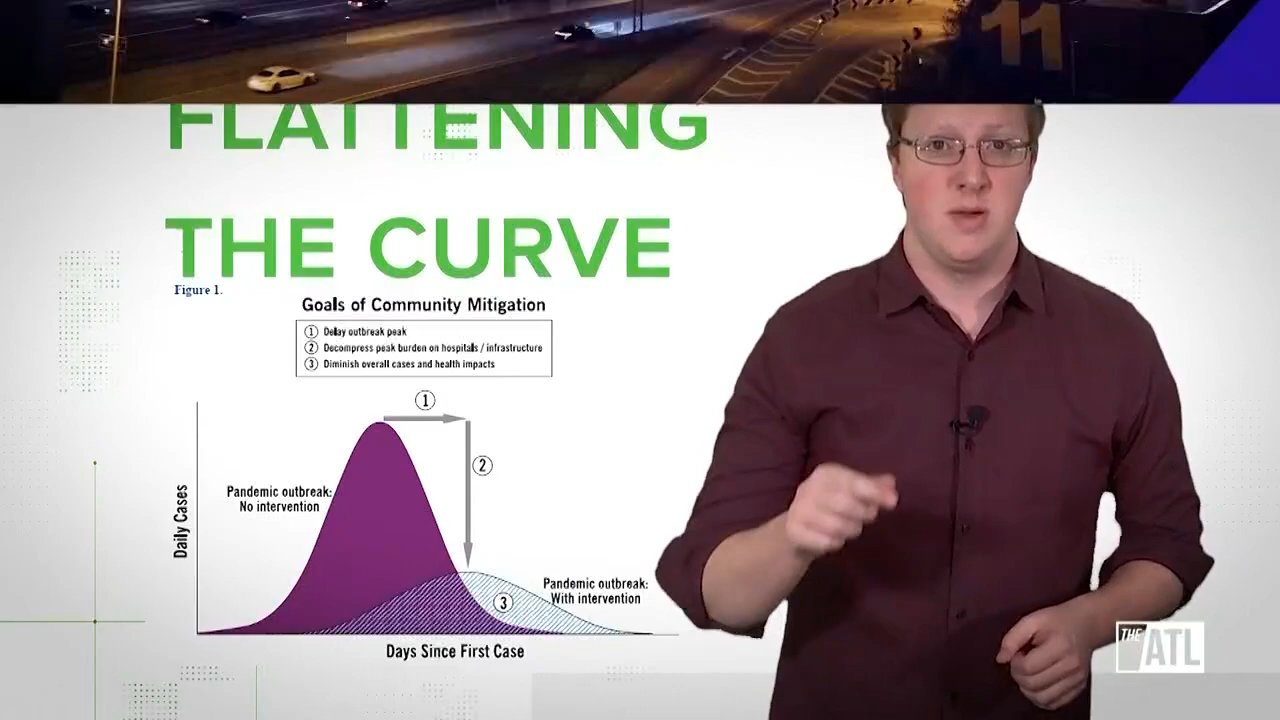 11
FLATTENING
THE CURVE
Figure 1.
Goals of Community Mitigation
1 Delay outbreak peak
2 Decompress peak burden on hospitals / infrastructure
3 Diminish overall cases and health impacts
1
2
Pandemic outbreak:
No intervention
Daily Cases
Pandemic outbreak:
With intervention
3
Days Since First Case
THE ATL